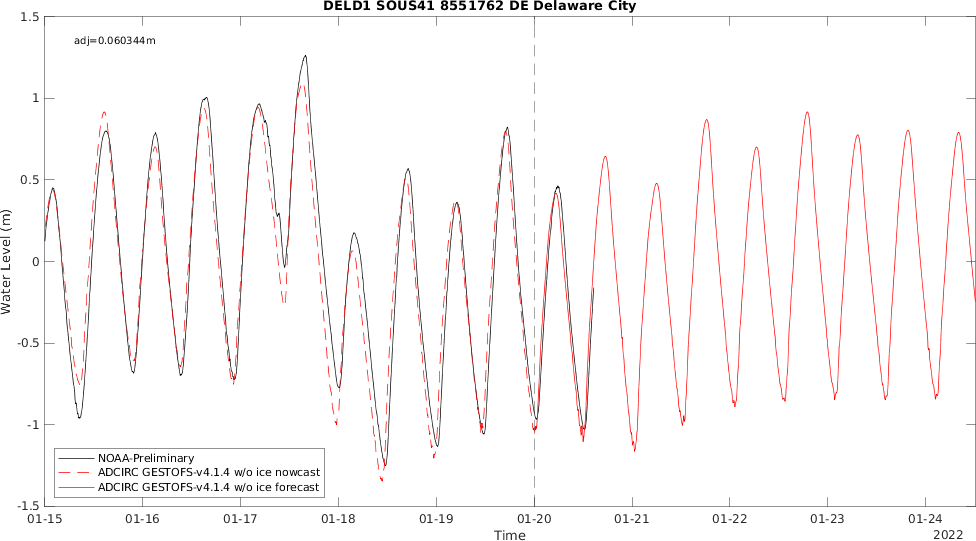 DELD1 SOUS41 8551762 DE Delaware City
adj=0.060344m
1.5
1
0.5
0
-0.5
-1
-1.5
Water Level (m)
NOAA-Preliminary
ADCIRC GESTOFS-v4.1.4 w/o ice nowcast
ADCIRC GESTOFS-v4.1.4 w/o ice forecast
01-15 01-16 01-17 01-18 01-19 01-20 01-21 01-22 01-23 01-24
Time
2022